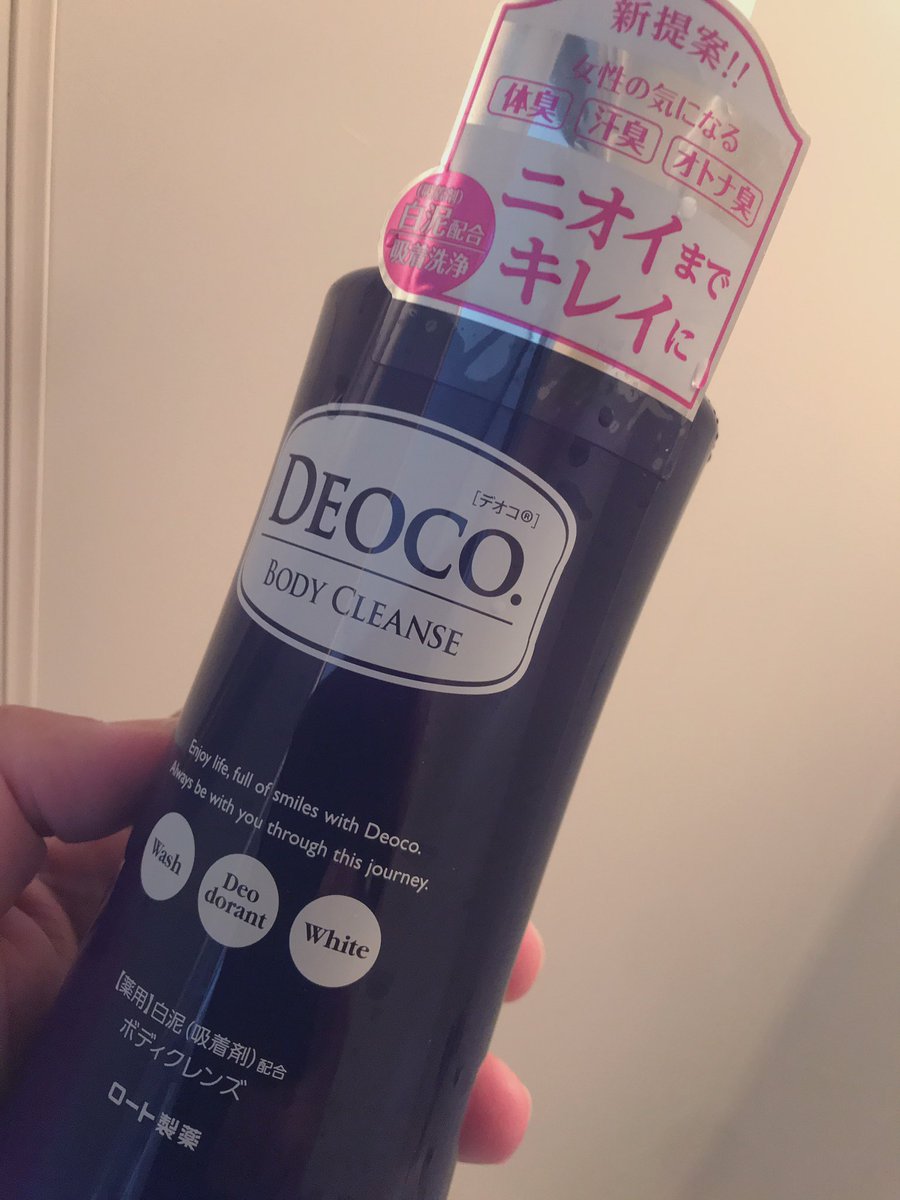 新提案!!
女性の気になる
体臭 汗臭 オトナ臭
ニオイまで
キレイに
(吸着剤)
白泥配合
吸着洗浄
DEOCO.
[デオコ®]
BODY CLEANSE
Enjoy life, full of smiles with Deoco.
Always be with you through this journey.
Wash
Deo
dorant
White
【薬用】白泥(吸着剤)配合
ボディクレンズ
ロート製薬